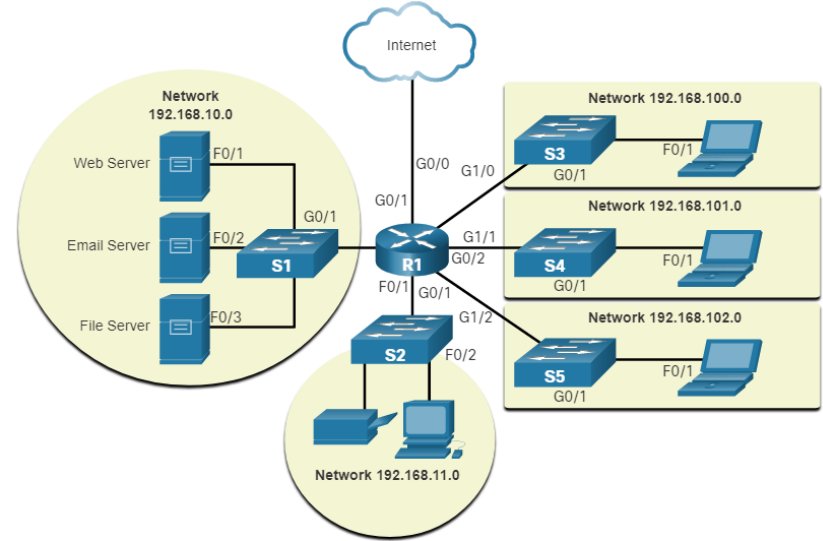 Internet
Network
192.168.10.0
Web Server
F0/1
Email Server
F0/2
File Server
F0/3
G0/1
S1
G0/0
G0/1
R1
G1/0
G1/1
G0/2
G1/2
F0/1
G0/1
S2
F0/2
Network 192.168.11.0
Network 192.168.100.0
S3
G0/1
F0/1
Network 192.168.101.0
S4
G0/1
F0/1
Network 192.168.102.0
S5
G0/1
F0/1